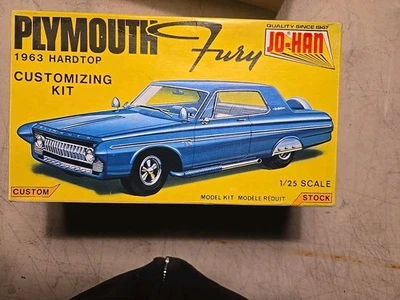 PLYMOUTH Fury
QUALITY SINCE 1947
JO-HAN
1963 HARDTOP
CUSTOMIZING
KIT
1/25 SCALE
CUSTOM
MODEL KIT MODELE REDUIT
STOCK